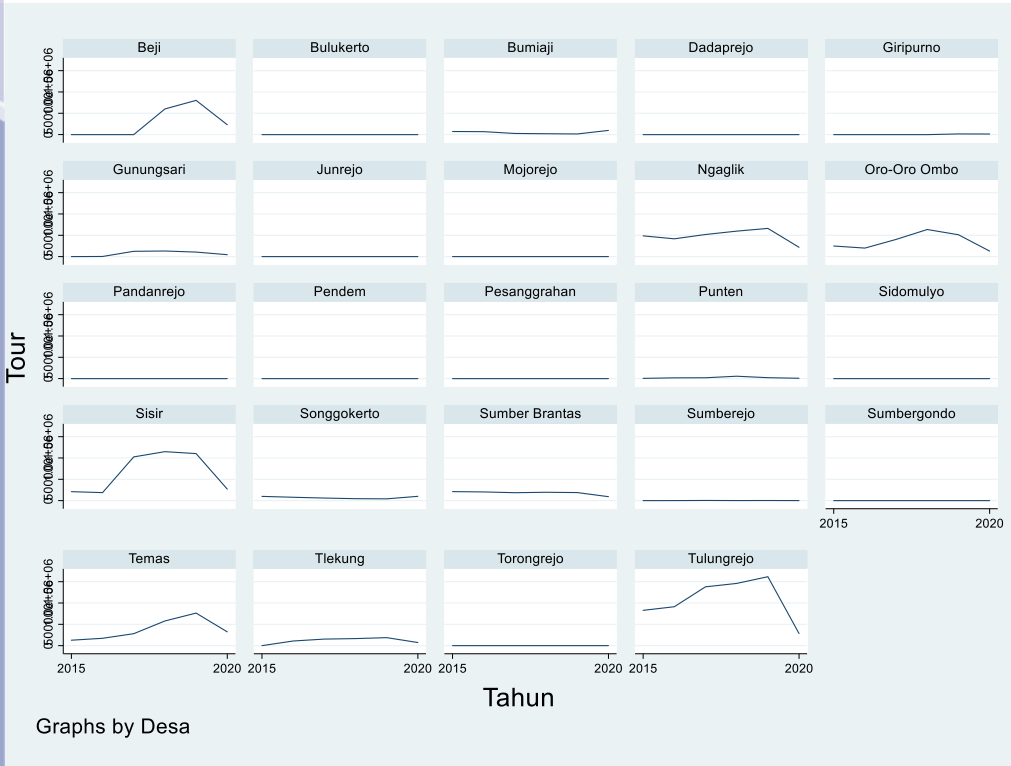 Beji Bulukerto Bumiaji Dadaprejo Giripurno
Gunungsari Junrejo Mojorejo Ngaglik Oro-Oro Ombo
Pandanrejo Pendem Pesanggrahan Punten Sidomulyo
Tour
Sisir Songgokerto Sumber Brantas Sumberejo Sumbergondo
2015 2020
Temas Tlekung Torongrejo Tulungrejo
2015 2020 2015 2020 2015 2020 2015 2020
Tahun
Graphs by Desa